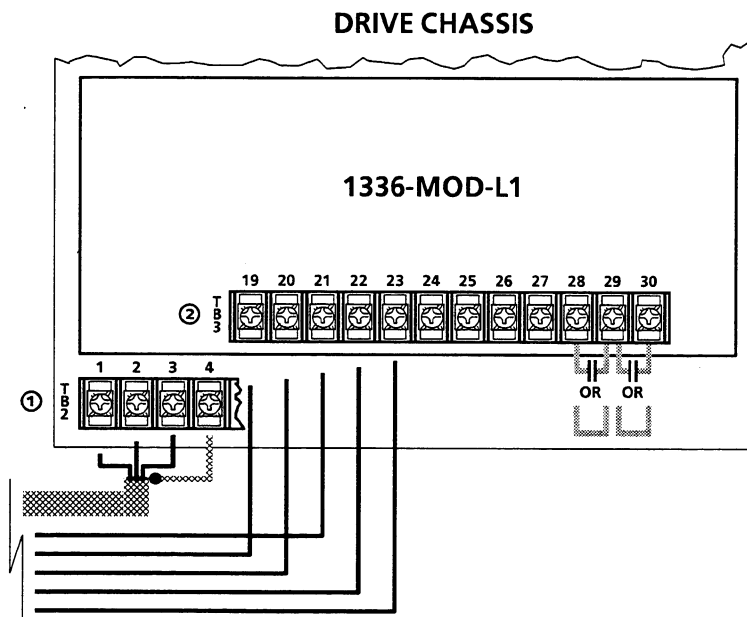 DRIVE CHASSIS
1336-MOD-L1
19 20 21 22 23 24 25 26 27 28 29 30
② TB3
OR OR
1 2 3 4
① TB2